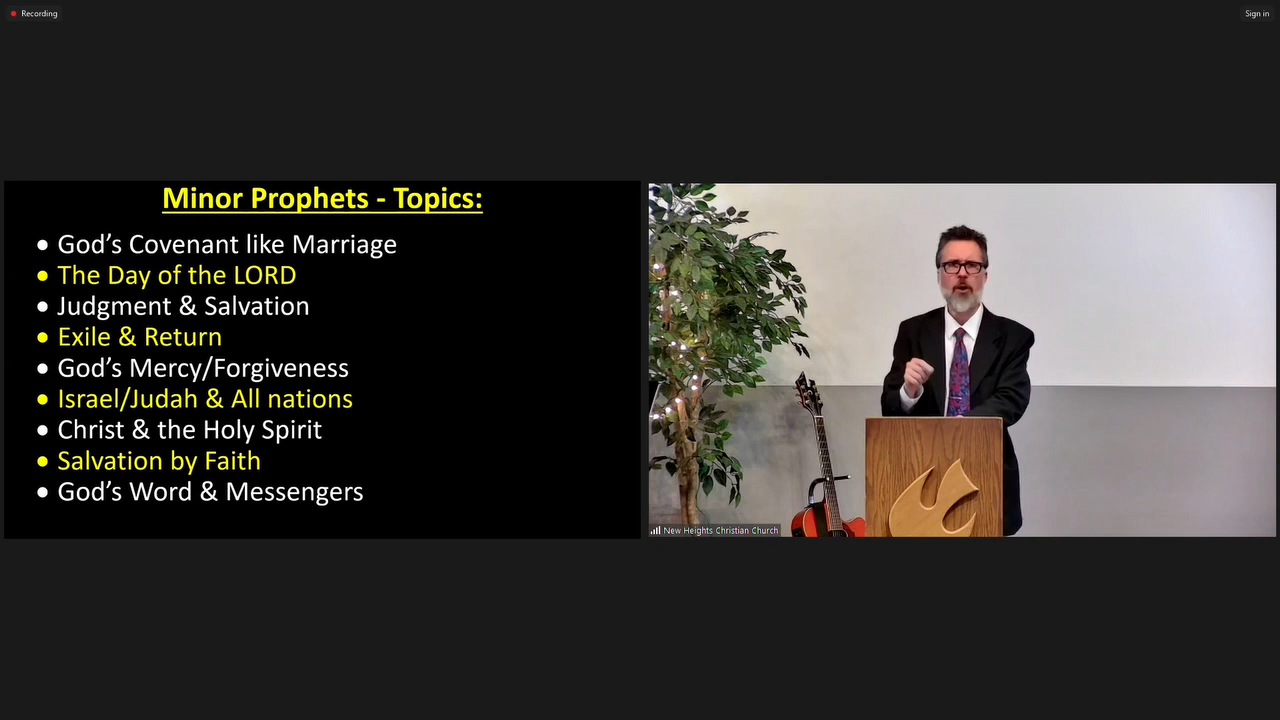 Recording
Sign in
Minor Prophets - Topics:
• God’s Covenant like Marriage
• The Day of the LORD
• Judgment & Salvation
• Exile & Return
• God’s Mercy/Forgiveness
• Israel/Judah & All nations
• Christ & the Holy Spirit
• Salvation by Faith
• God’s Word & Messengers
New Heights Christian Church